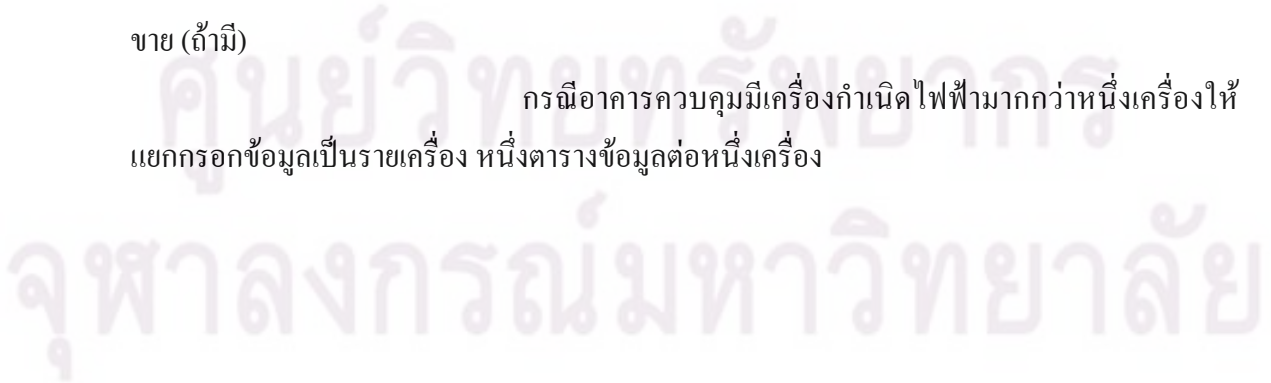 ขาย (ถ้ามี)
กรณีอาคารควบคุมมีเครื่องกำเนิดไฟฟ้ามากกว่าหนึ่งเครื่องให้
แยกกรอกข้อมูลเป็นรายเครื่อง หนึ่งตารางข้อมูลต่อหนึ่งเครื่อง
ศูนย์วิทยทรัพยากร
จุฬาลงกรณ์มหาวิทยาลัย